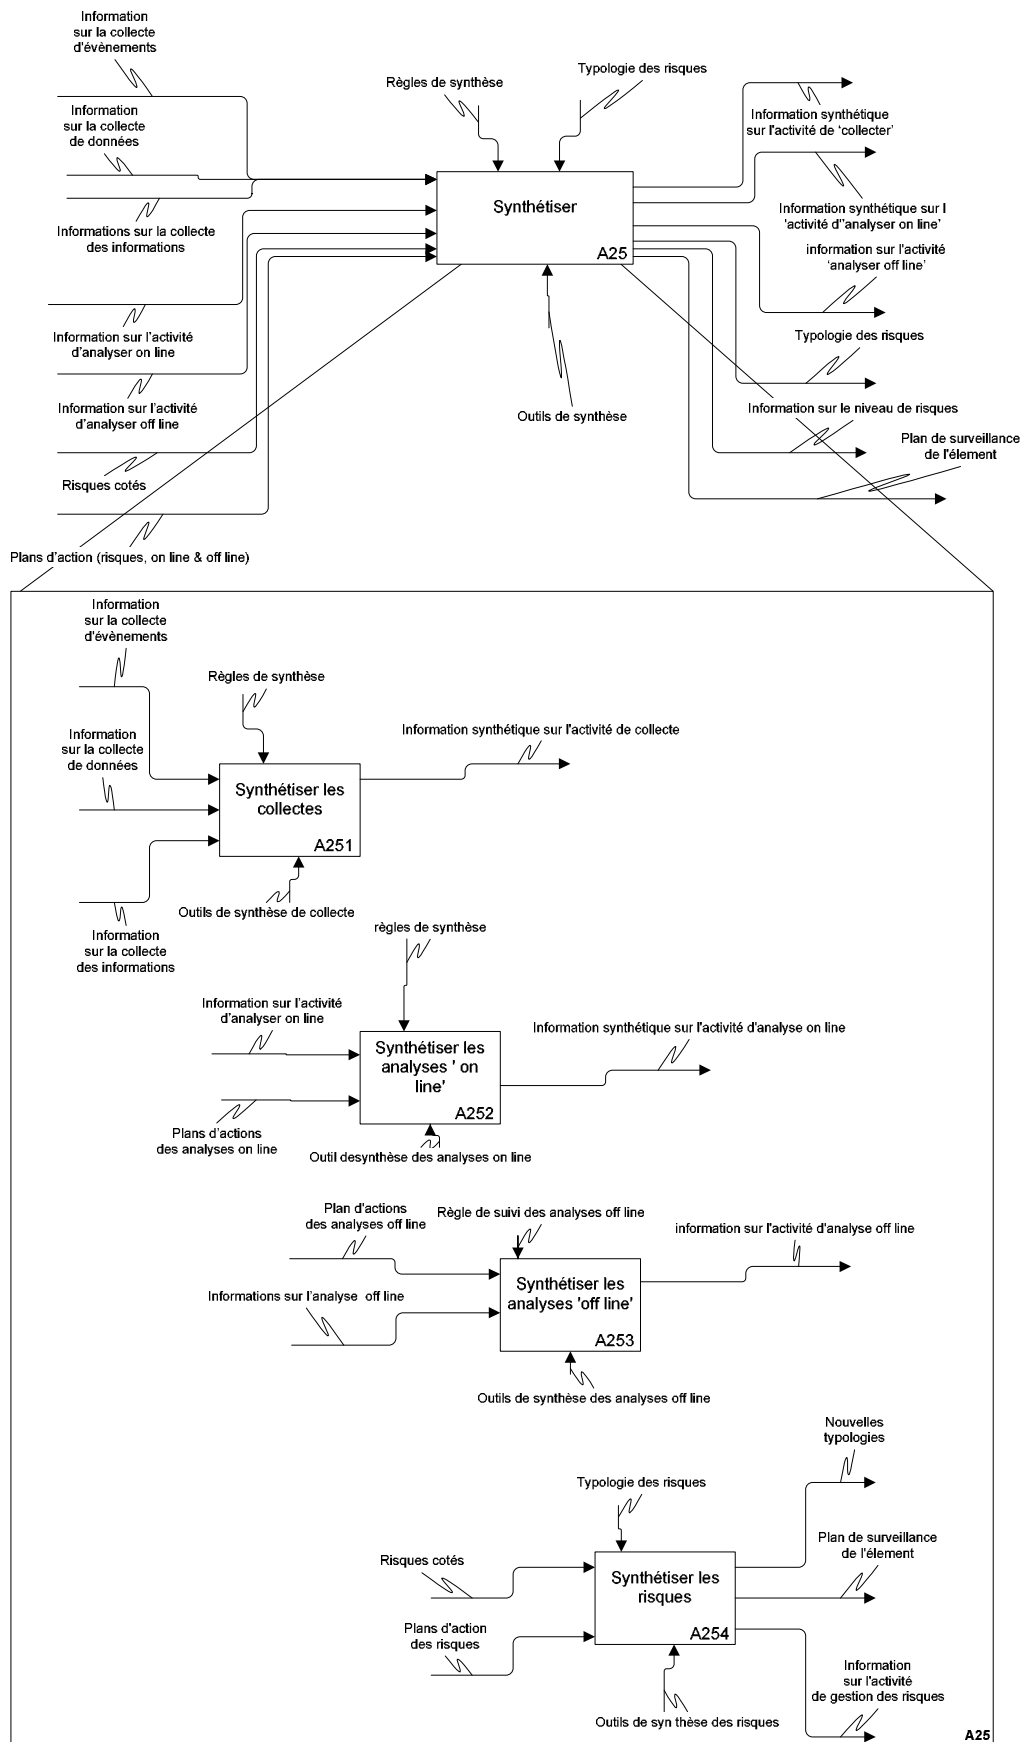 Information
sur la collecte
d'évènements
Règles de synthèse
Typologie des risques
Information
sur la collecte
de données
Information synthétique
sur l'activité de 'collecter'
Synthétiser
A25
Informations sur la collecte
des informations
Information synthétique sur l
'activité d''analyser on line'
information sur l'activité
'analyser off line'
Information sur l'activité
d'analyser on line
Typologie des risques
Information sur l'activité
d'analyser off line
Outils de synthèse
Information sur le niveau de risques
Plan de surveillance
de l'élement
Risques cotés
Plans d'action (risques, on line & off line)
Information
sur la collecte
d'évènements
Règles de synthèse
Information
sur la collecte
de données
Information synthétique sur l'activité de collecte
Synthétiser les
collectes
A251
Outils de synthèse de collecte
Information
sur la collecte
des informations
règles de synthèse
Information sur l'activité
d'analyser on line
Information synthétique sur l'activité d'analyse on line
Synthétiser les
analyses ' on
line'
A252
Plans d'actions
des analyses on line
Outil desynthèse des analyses on line
Plan d'actions
des analyses off line
Règle de suivi des analyses off line
information sur l'activité d'analyse off line
Informations sur l'analyse off line
Synthétiser les
analyses 'off line'
A253
Outils de synthèse des analyses off line
Nouvelles
typologies
Typologie des risques
Risques cotés
Plan de surveillance
de l'élement
Synthétiser les
risques
A254
Plans d'action
des risques
Information
sur l'activité
de gestion des risques
Outils de syn thèse des risques
A25